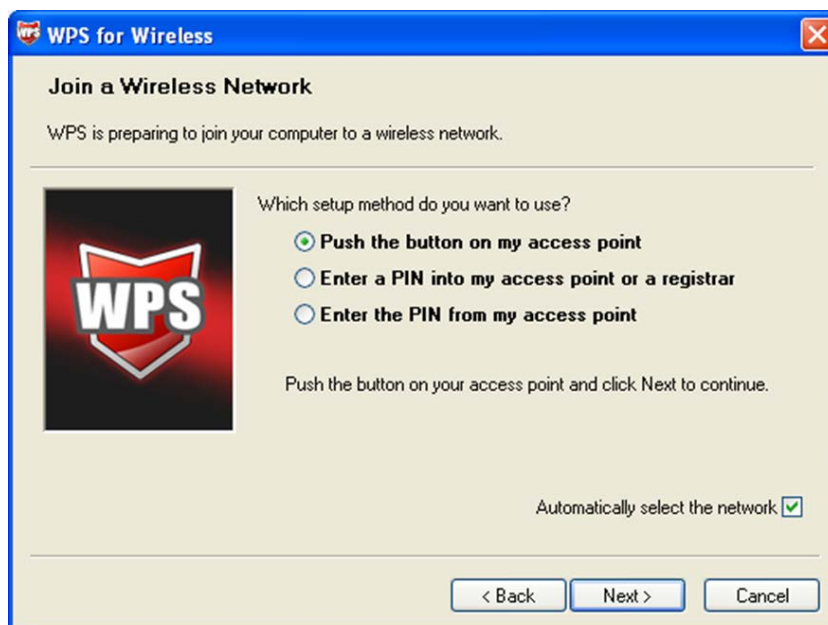 WPS for Wireless
Join a Wireless Network
WPS is preparing to join your computer to a wireless network.
Which setup method do you want to use?
Push the button on my access point
Enter a PIN into my access point or a registrar
Enter the PIN from my access point
WPS
Push the button on your access point and click Next to continue.
Automatically select the network
< Back
Next >
Cancel